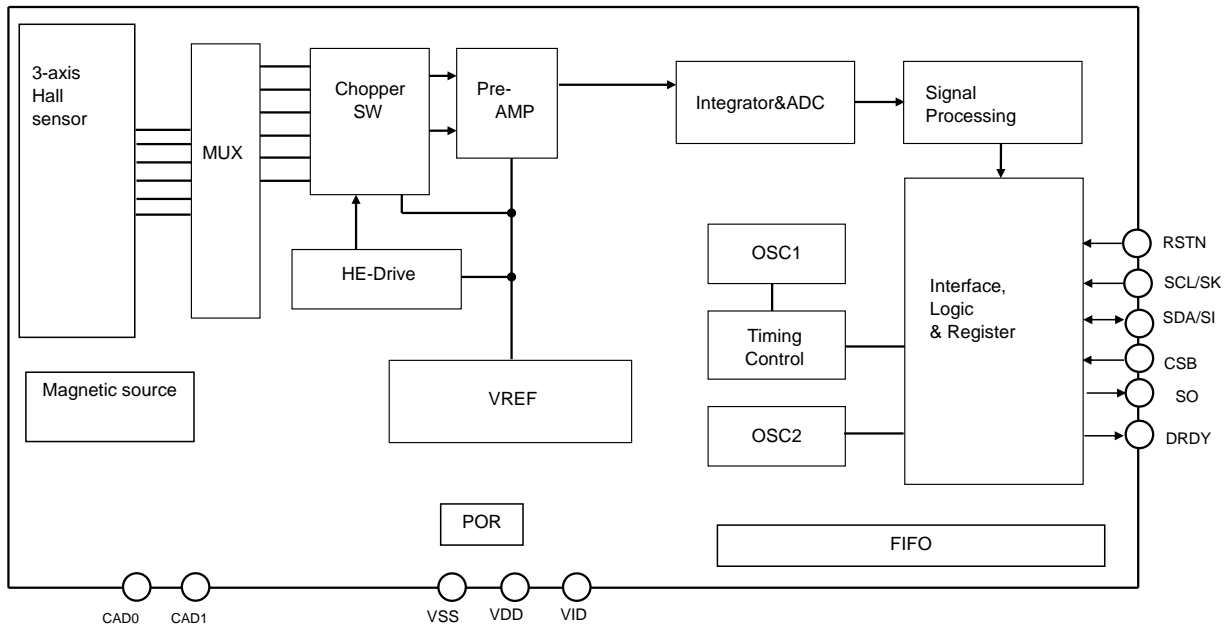 3-axis
Hall
sensor
MUX
Chopper
SW
Pre-
AMP
Integrator&ADC
Signal
Processing
HE-Drive
OSC1
Timing
Control
OSC2
Interface,
Logic
& Register
RSTN
SCL/SK
SDA/SI
CSB
SO
DRDY
Magnetic source
VREF
POR
FIFO
CAD0
CAD1
VSS
VDD
VID